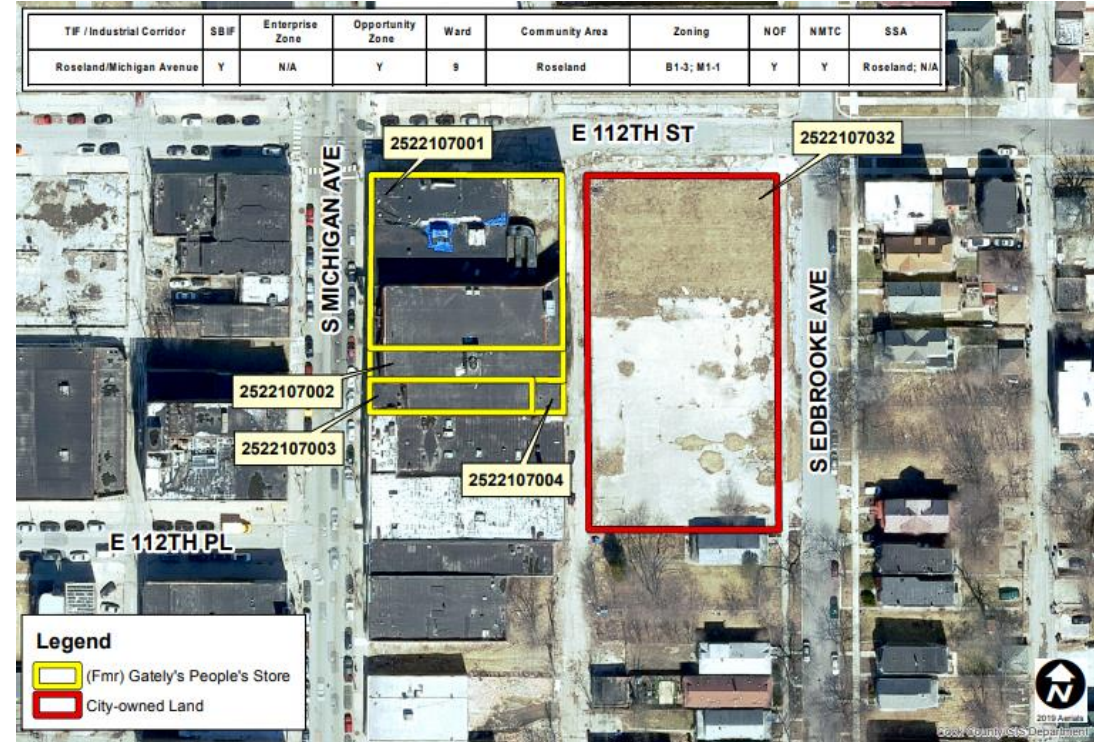 TIF / Industrial Corridor SBIF Enterprise Zone Opportunity Zone Ward Community Area Zoning NOF NMTC SSA
Roseland/Michigan Avenue Y N/A Y 9 Roseland B1-3; M1-1 Y Y Roseland; N/A
E 112TH ST
2522107001
2522107032
S MICHIGAN AVE
S EDBROOKE AVE
2522107002
2522107003
2522107004
E 112TH PL
Legend
(Fmr) Gately's People's Store
City-owned Land
N
2019 Aerials
Cook County GIS Department